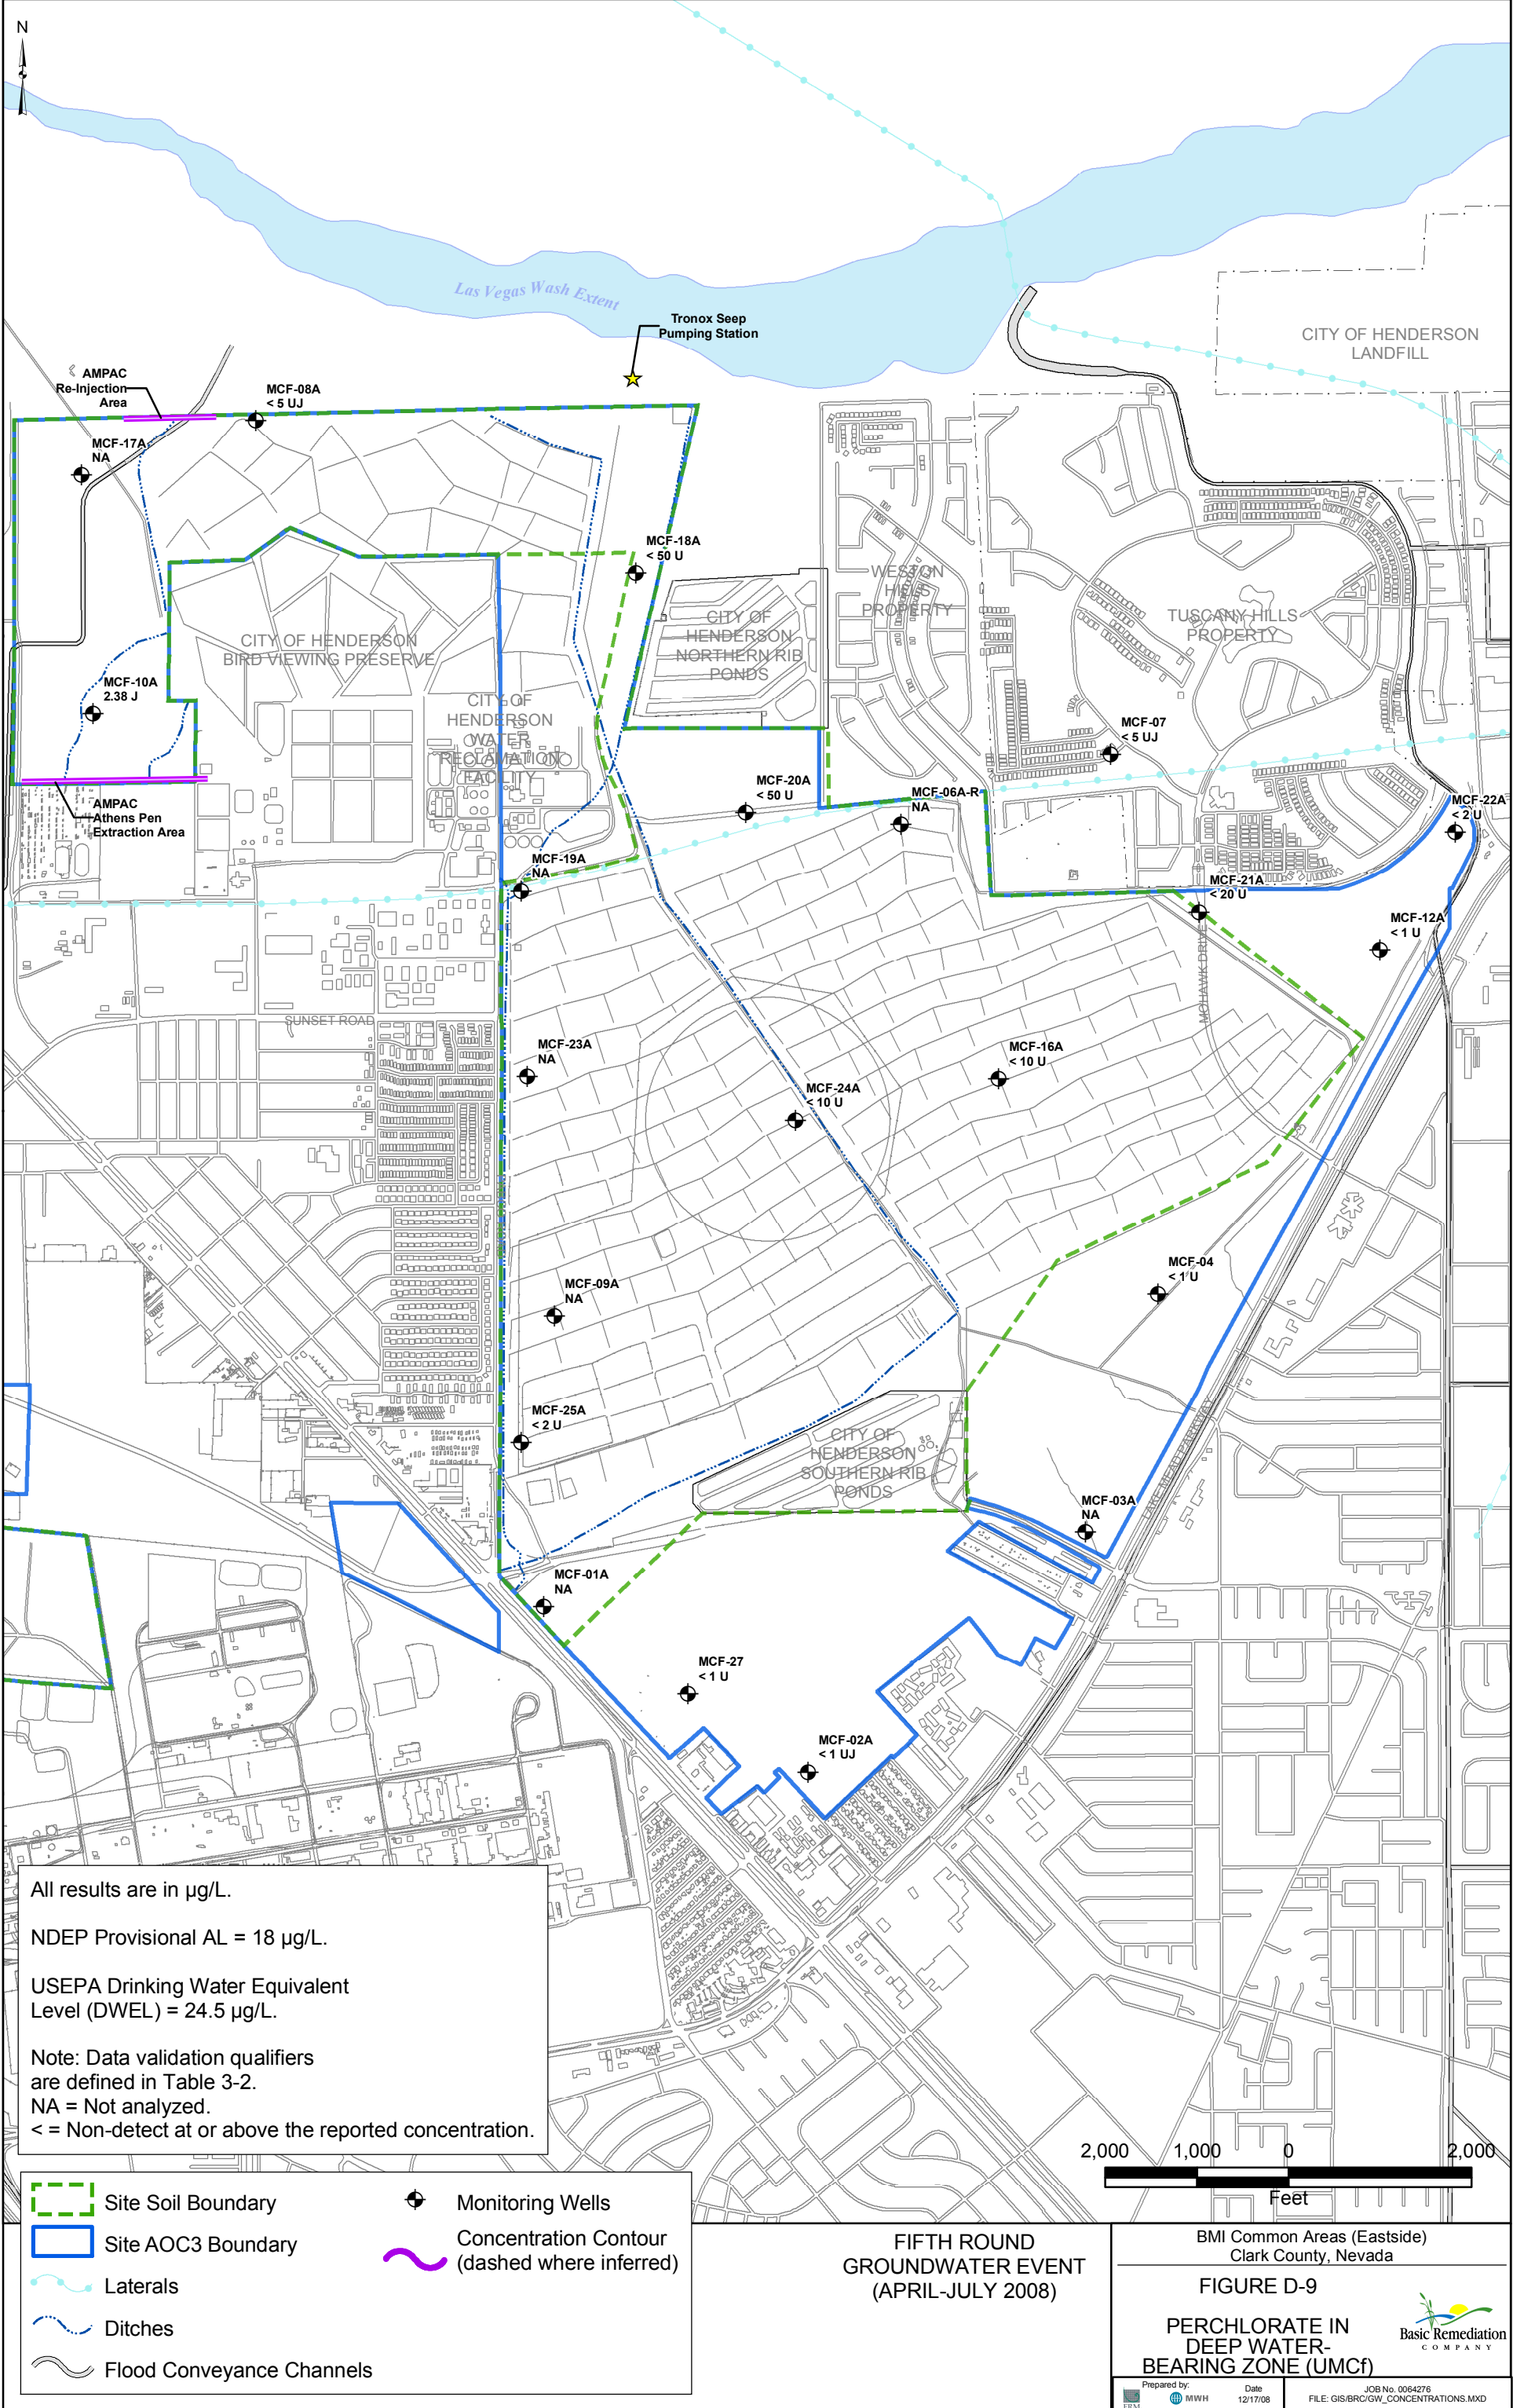 N
Las Vegas Wash Extent
Tronox Seep
Pumping Station
CITY OF HENDERSON
LANDFILL
AMPAC
Re-Injection
Area
MCF-08A
< 5 UJ
MCF-17A
NA
MCF-18A
< 50 U
WESTON
HILLS
PROPERTY
CITY OF
HENDERSON
NORTHERN RIB
PONDS
TUSCANY HILLS
PROPERTY
CITY OF HENDERSON
BIRD VIEWING PRESERVE
MCF-10A
2.38 J
CITY OF
HENDERSON
WATER
RECLAMATION
FACILITY
MCF-07
< 5 UJ
MCF-20A
< 50 U
MCF-06A-R
NA
MCF-22A
< 2 U
AMPAC
Athens Pen
Extraction Area
MCF-19A
NA
MCF-21A
< 20 U
MCF-12A
< 1 U
MOHAWK DRIVE
SUNSET ROAD
MCF-23A
NA
MCF-16A
< 10 U
MCF-24A
< 10 U
MCF-04
< 1 U
MCF-09A
NA
MCF-25A
< 2 U
CITY OF
HENDERSON
SOUTHERN RIB
PONDS
LAKE MEAD PARKWAY
MCF-03A
NA
MCF-01A
NA
MCF-27
< 1 U
MCF-02A
< 1 UJ
All results are in µg/L.
NDEP Provisional AL = 18 µg/L.
USEPA Drinking Water Equivalent
Level (DWEL) = 24.5 µg/L.
Note: Data validation qualifiers
are defined in Table 3-2.
NA = Not analyzed.
< = Non-detect at or above the reported concentration.
2,000 1,000 0 2,000
Feet
Site Soil Boundary
Site AOC3 Boundary
Laterals
Ditches
Flood Conveyance Channels
Monitoring Wells
Concentration Contour
(dashed where inferred)
FIFTH ROUND
GROUNDWATER EVENT
(APRIL-JULY 2008)
BMI Common Areas (Eastside)
Clark County, Nevada
FIGURE D-9
PERCHLORATE IN
DEEP WATER-
BEARING ZONE (UMCf)
Basic Remediation
COMPANY
Prepared by:
ERM
MWH
Date
12/17/08
JOB No. 0064276
FILE: GIS/BRC/GW_CONCENTRATIONS.MXD